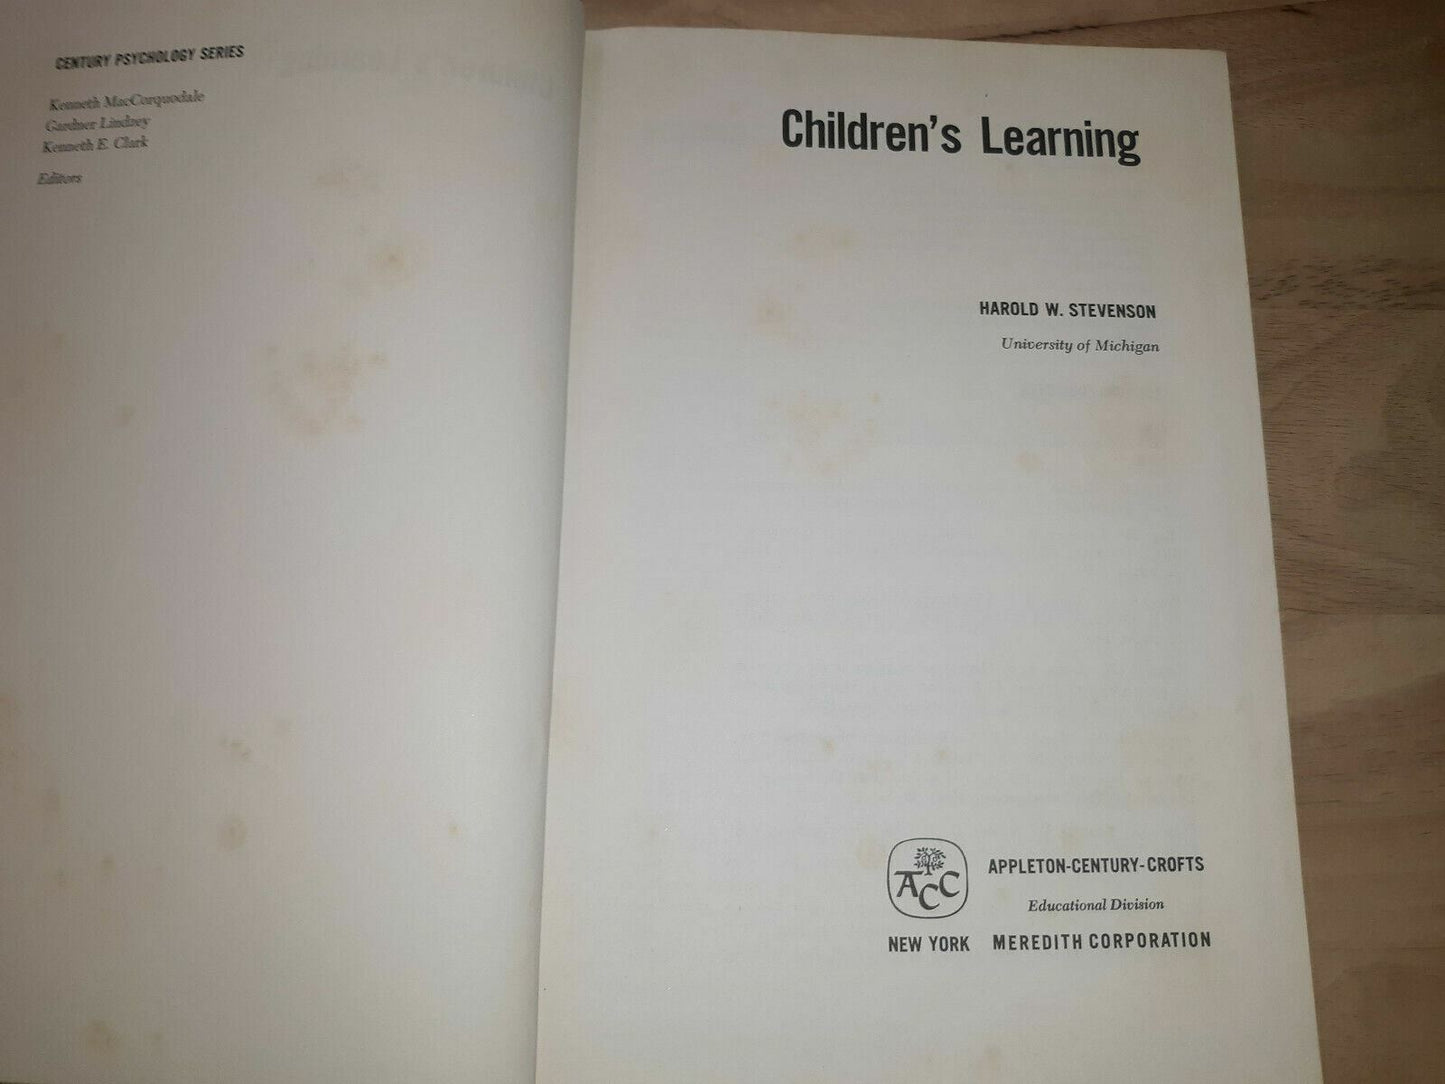 CENTURY PSYCHOLOGY SERIES
Kenneth MacCorquodale
Gardner Lindzey
Kenneth E. Clark
Editors
Children's Learning
HAROLD W. STEVENSON
University of Michigan
ACC
APPLETON-CENTURY-CROFTS
Educational Division
NEW YORK MEREDITH CORPORATION